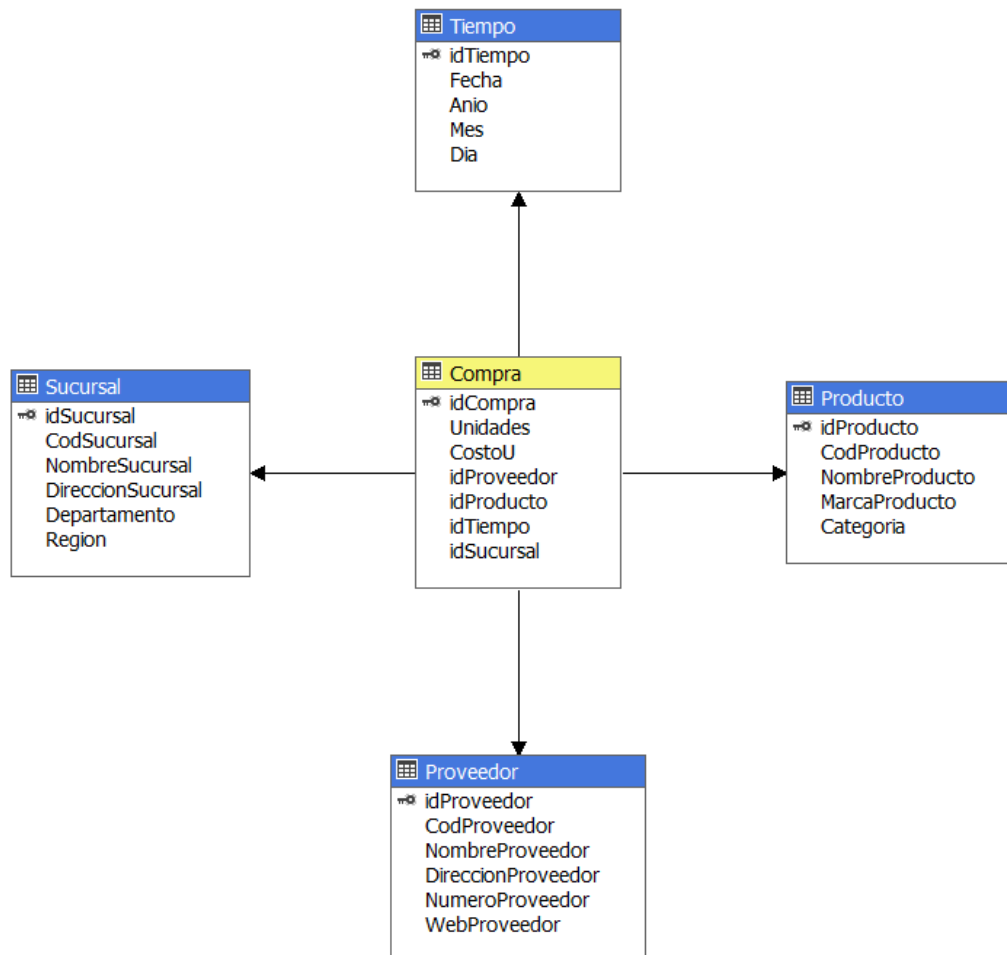 Tiempo
idTiempo
Fecha
Anio
Mes
Dia
Sucursal
idSucursal
CodSucursal
NombreSucursal
DireccionSucursal
Departamento
Region
Compra
idCompra
Unidades
CostoU
idProveedor
idProducto
idTiempo
idSucursal
Producto
idProducto
CodProducto
NombreProducto
MarcaProducto
Categoria
Proveedor
idProveedor
CodProveedor
NombreProveedor
DireccionProveedor
NumeroProveedor
WebProveedor